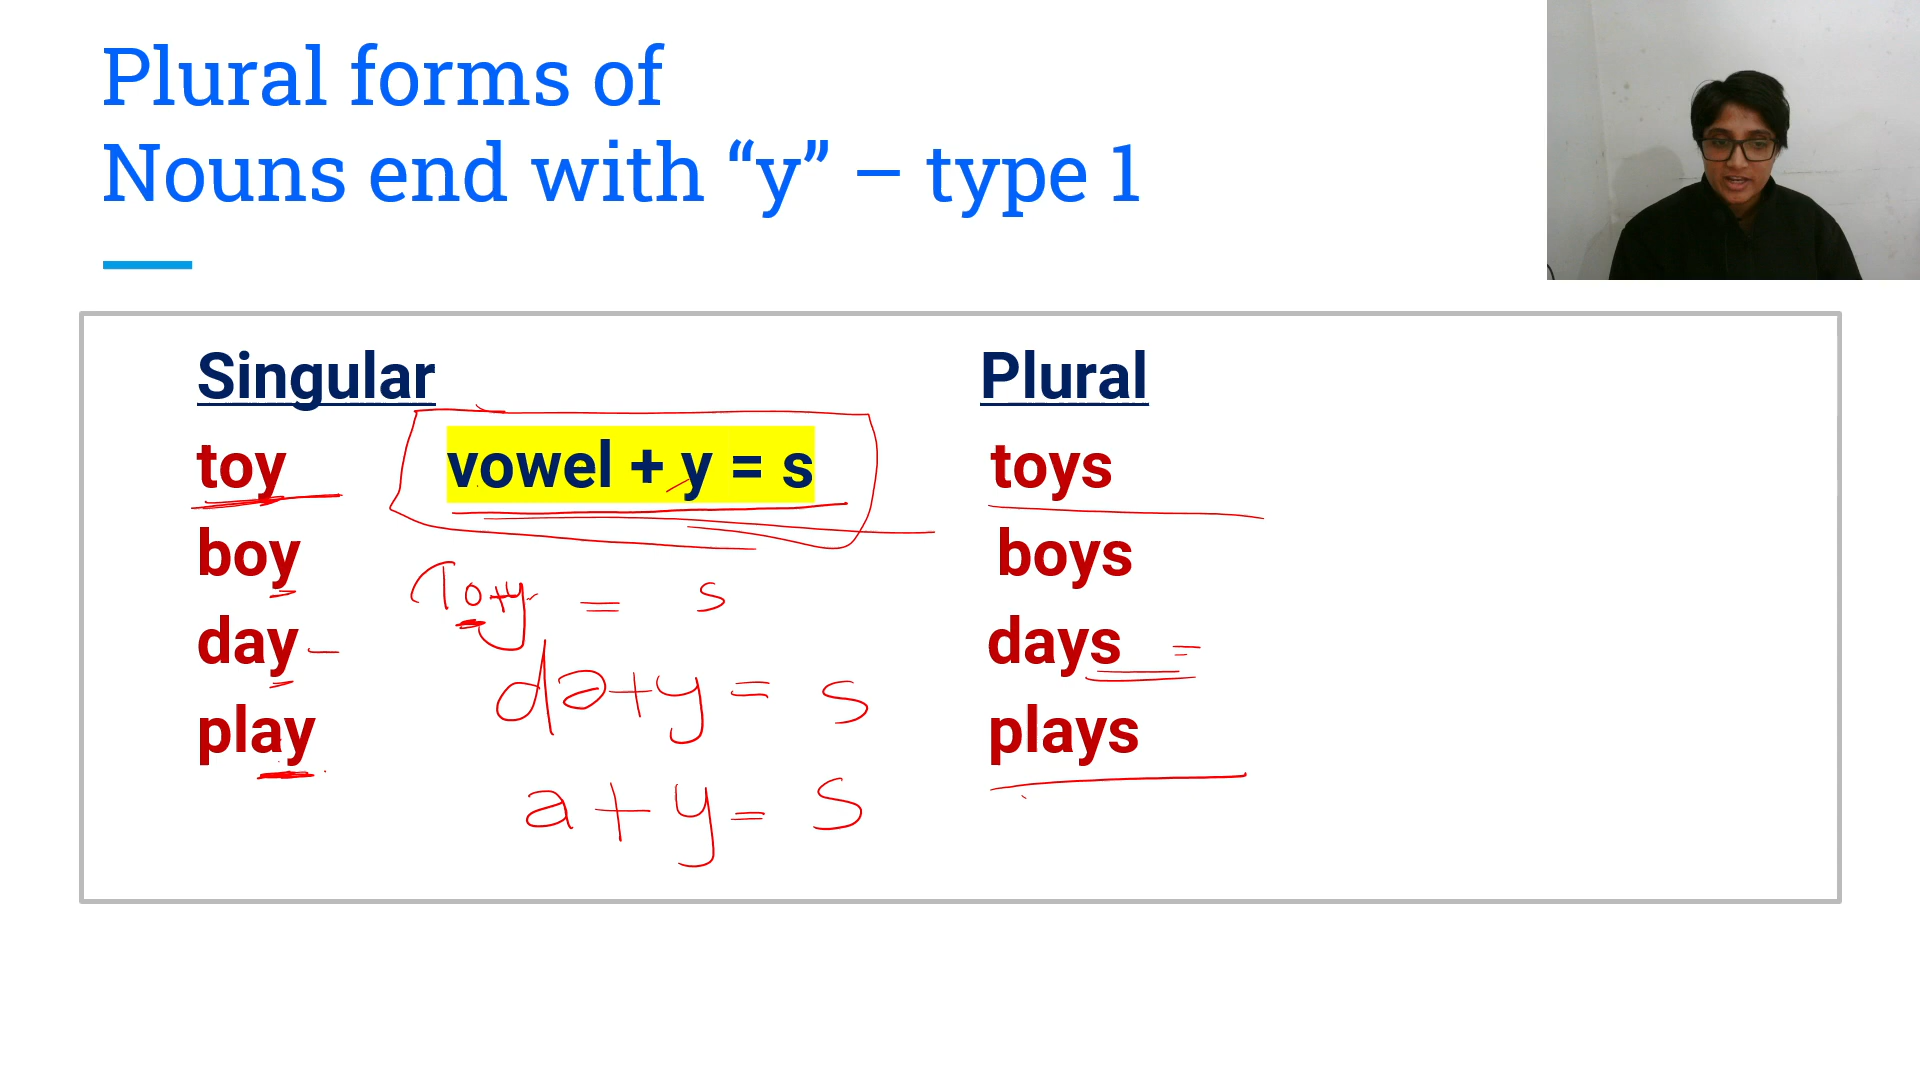 Plural forms of
Nouns end with “y” – type 1
Singular
Plural
toy
vowel + y = s
toys
boy
boys
Toy = s
day
days =
da+y = s
play
plays
a + y = s